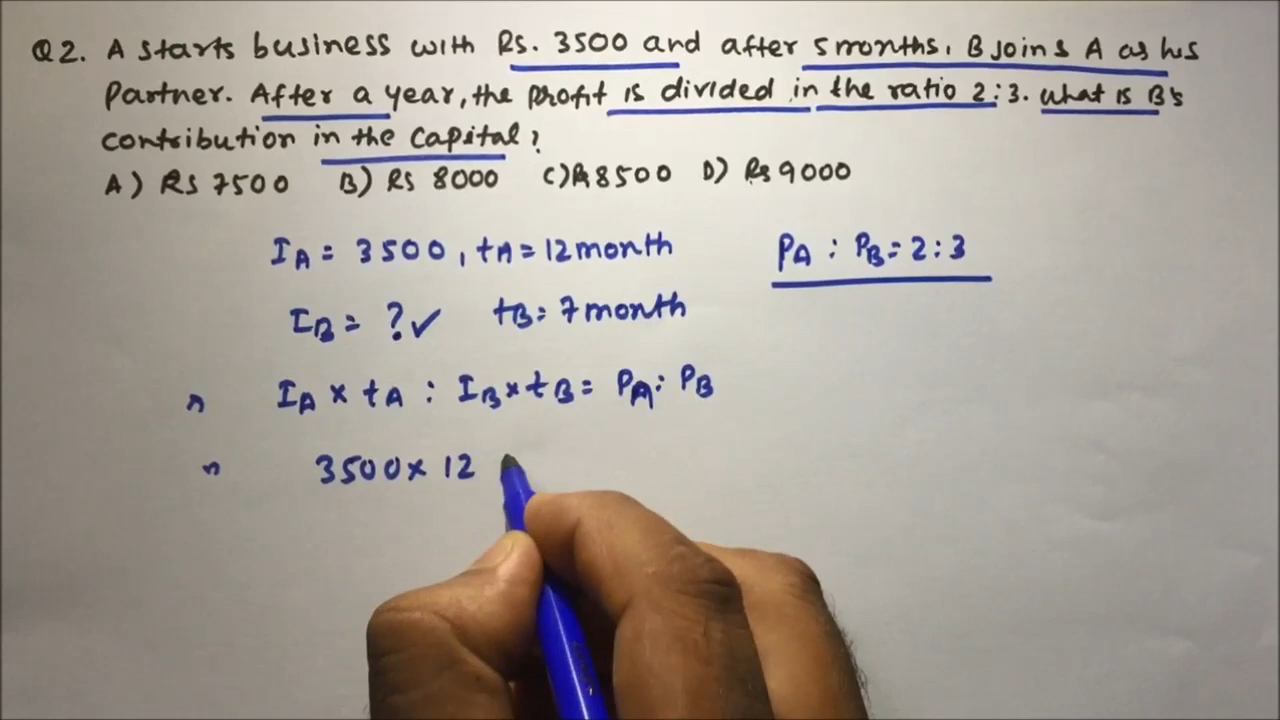 Q2. A starts business with Rs. 3500 and after 5 months, B joins A as his
Partner. After a year, the profit is divided in the ratio 2:3. What is B's
contribution in the capital?
A) Rs 7500 B) Rs 8000 C) Rs 8500 D) Rs 9000
IA = 3500, tA = 12 month PA : PB = 2:3
IB = ? ✓ tB = 7 month
IA × tA : IB × tB = PA : PB
3500 × 12